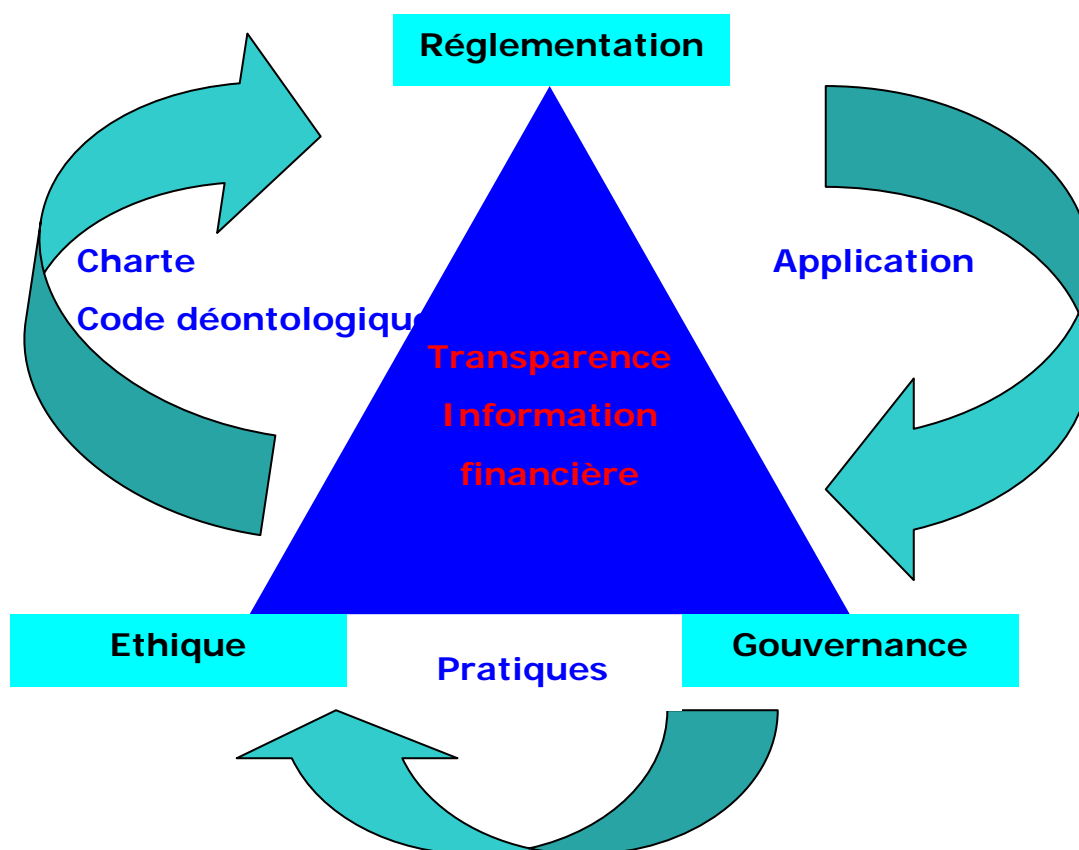 Réglementation
Charte
Application
Code déontologique
Transparence
Information
financière
Ethique
Gouvernance
Pratiques